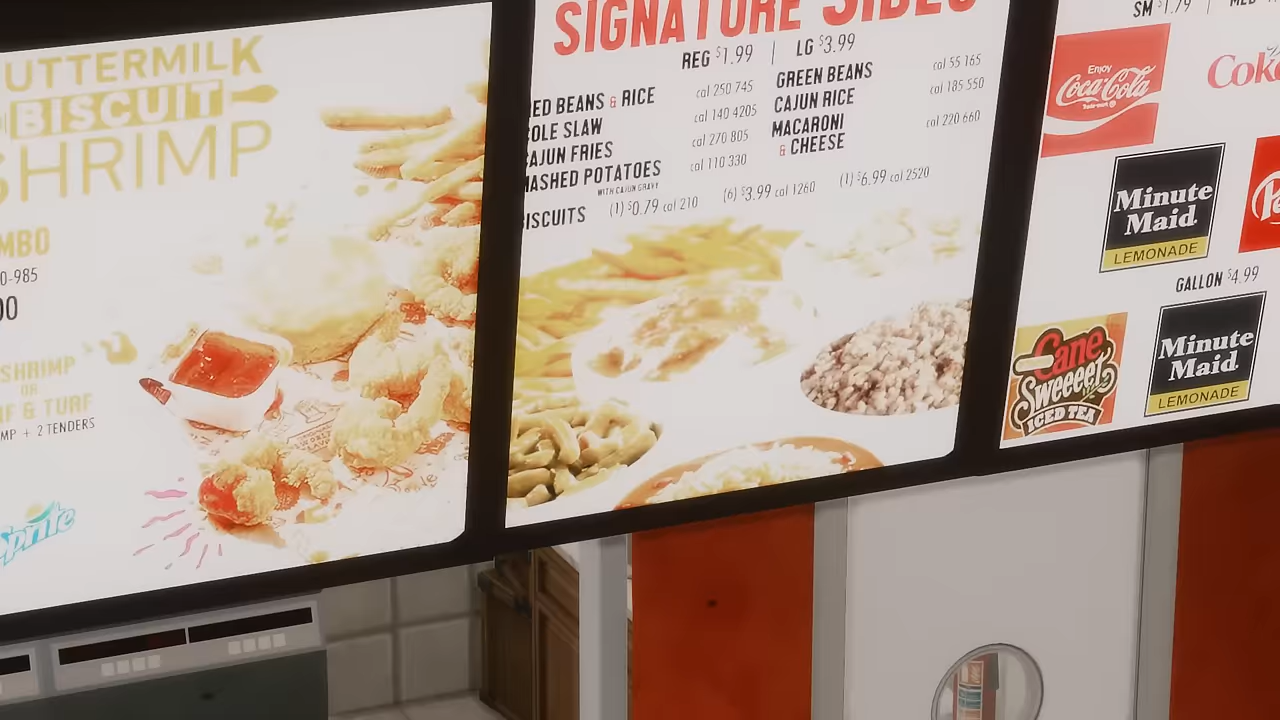 UTTERMILK
BISCUIT
SHRIMP
MBO
0-985
00
SHRIMP
OR
RF & TURF
MP + 2 TENDERS
Sprite
SIGNATURE SIDES
REG $1.99 | LG $3.99
ED BEANS & RICE cal 250 745
OLE SLAW cal 140 4205
CAJUN FRIES cal 270 805
MASHED POTATOES cal 110 330
WITH CAJUN GRAVY
GREEN BEANS cal 55 165
CAJUN RICE cal 185 550
MACARONI
& CHEESE cal 220 660
BISCUITS (1) $0.79 cal 210 (6) $3.99 cal 1260 (1) $6.99 cal 2520
SM $1.79 |
Enjoy
Coca-Cola
Coke
Minute
Maid
LEMONADE
GALLON $4.99
Cane
Sweeeet
ICED TEA
Minute
Maid
LEMONADE